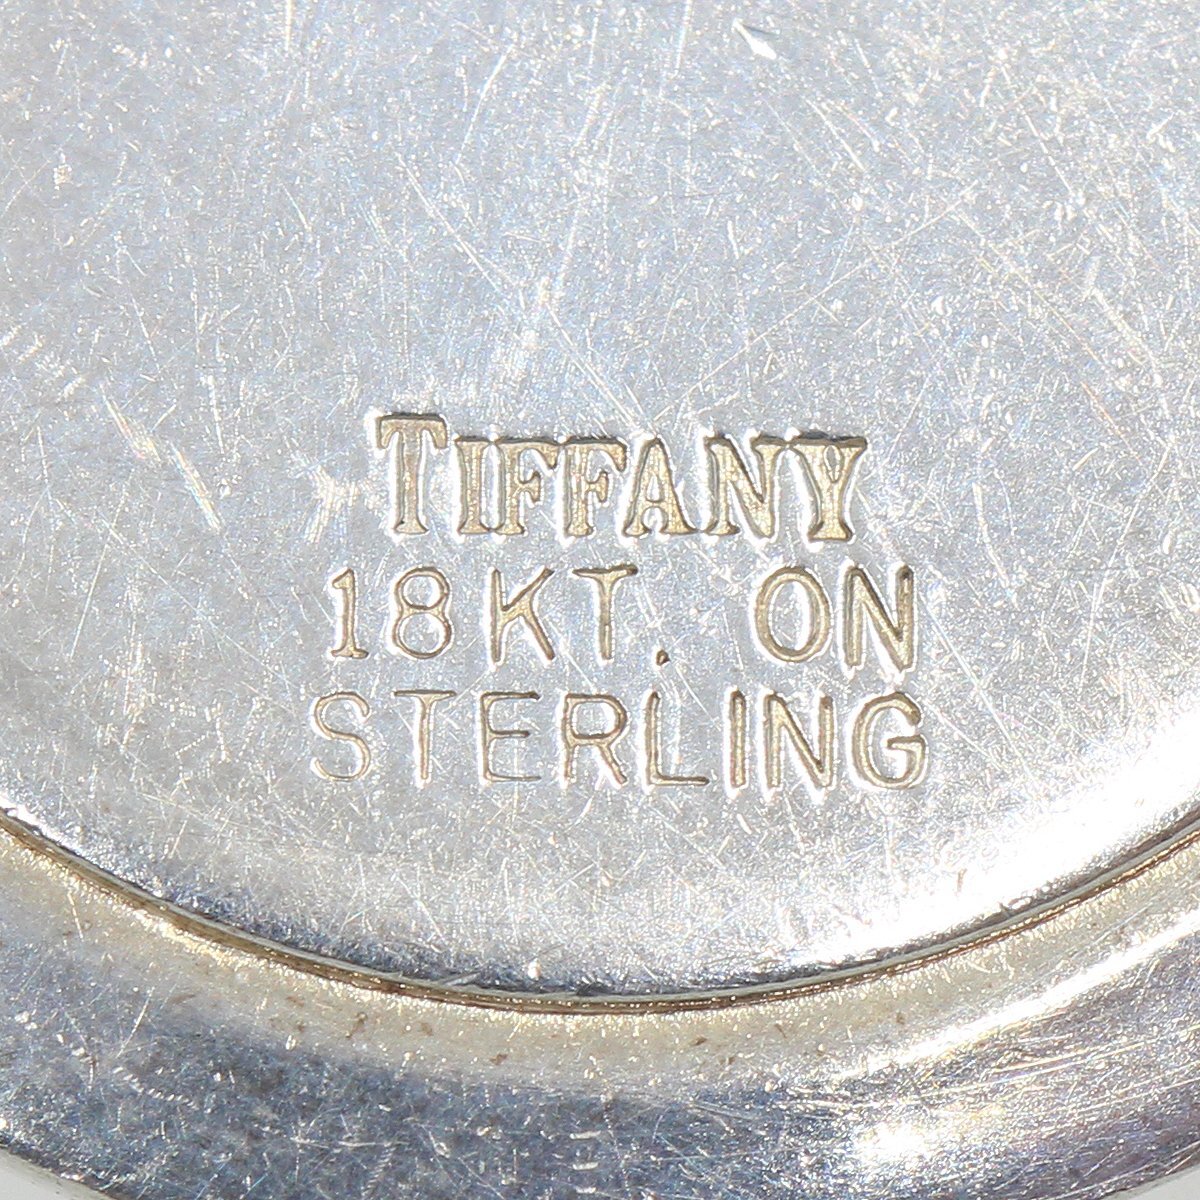 TIFFANY
18KT. ON
STERLING